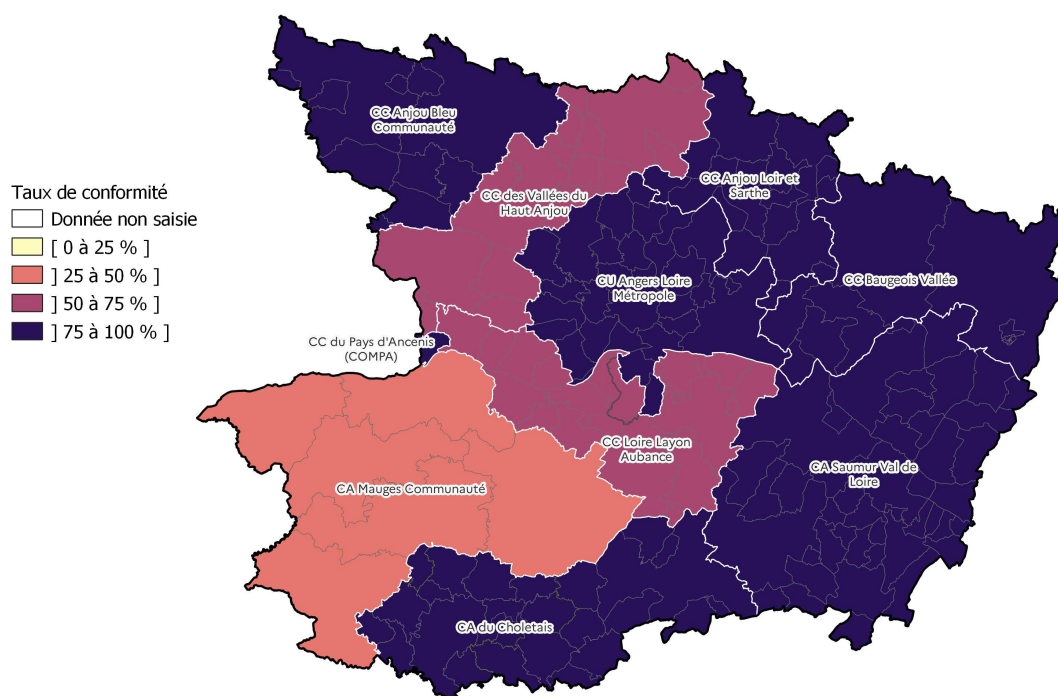 CC Anjou Bleu
Communauté
Taux de conformité
Donnée non saisie
[ 0 à 25 % ]
] 25 à 50 % ]
] 50 à 75 % ]
] 75 à 100 % ]
CC des Vallées du
Haut Anjou
CC Anjou Loir et
Sarthe
CU Angers Loire
Métropole
CC Baugeois Vallée
CC du Pays d'Ancenis
(COMPA)
CC Loire Layon
Aubance
CA Saumur Val de
Loire
CA Mauges Communauté
CA du Choletais